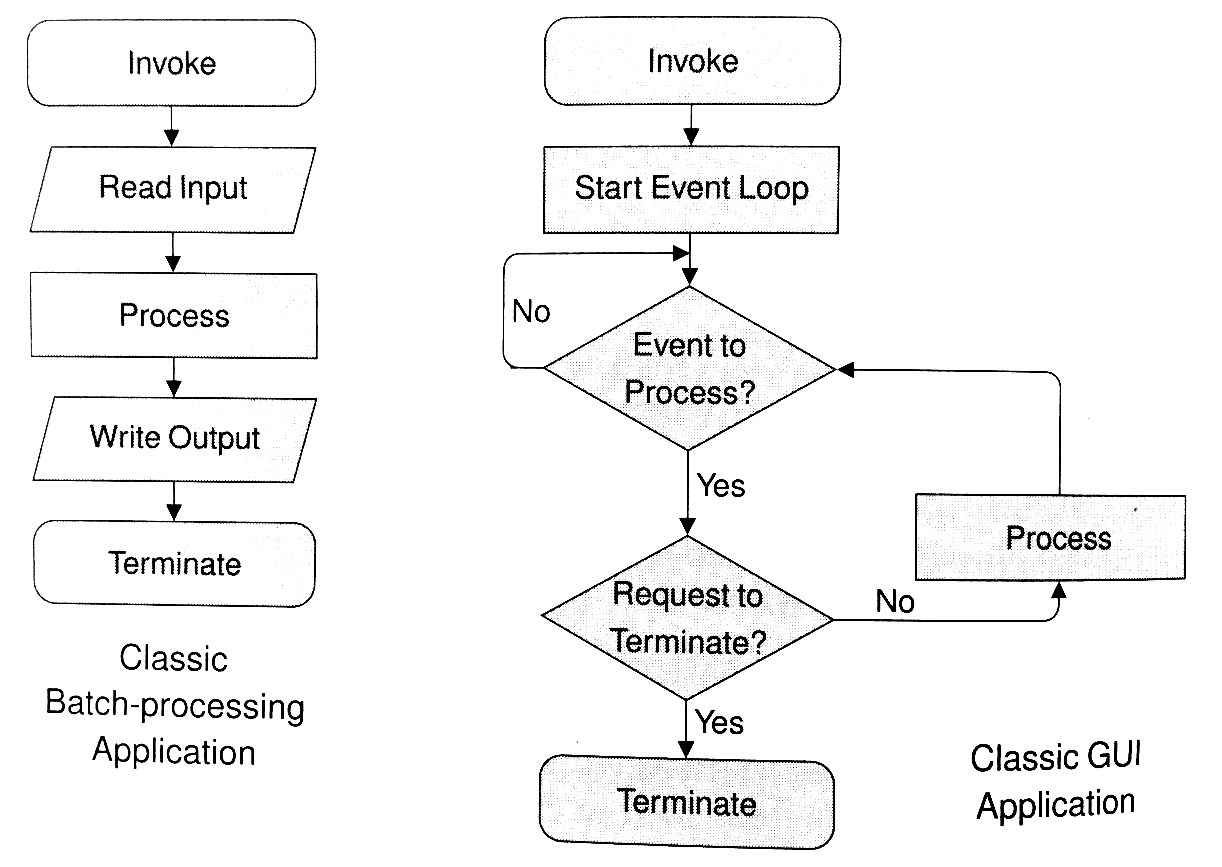 Invoke
Read Input
Process
Write Output
Terminate
Classic
Batch-processing
Application
Invoke
Start Event Loop
No
Event to
Process?
Yes
Process
Request to
Terminate?
No
Yes
Terminate
Classic GUI
Application